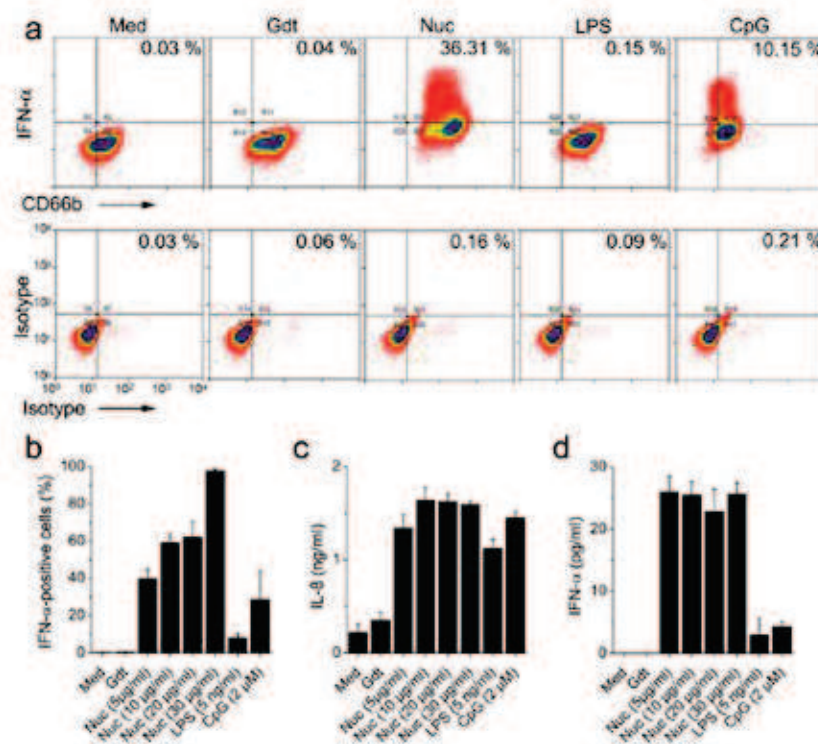 a
Med Gdt Nuc LPS CpG
0.03 % 0.04 % 36.31 % 0.15 % 10.15 %
IFN-α
CD66b
0.03 % 0.06 % 0.16 % 0.09 % 0.21 %
Isotype
10⁰ 10¹ 10² 10³ 10⁴
Isotype
b c d
100
80
60
40
20
0
IFN-α-positive cells (%)
Med Gdt Nuc (5µg/ml) Nuc (10 µg/ml) Nuc (20 µg/ml) Nuc (30 µg/ml) LPS (5 ng/ml) CpG (2 µM)
2
1
0
IL-8 (ng/ml)
Med Gdt Nuc (5µg/ml) Nuc (10 µg/ml) Nuc (20 µg/ml) Nuc (30 µg/ml) LPS (5 ng/ml) CpG (2 µM)
30
20
10
0
IFN-α (pg/ml)
Med Gdt Nuc (5µg/ml) Nuc (10 µg/ml) Nuc (20 µg/ml) Nuc (30 µg/ml) LPS (5 ng/ml) CpG (2 µM)